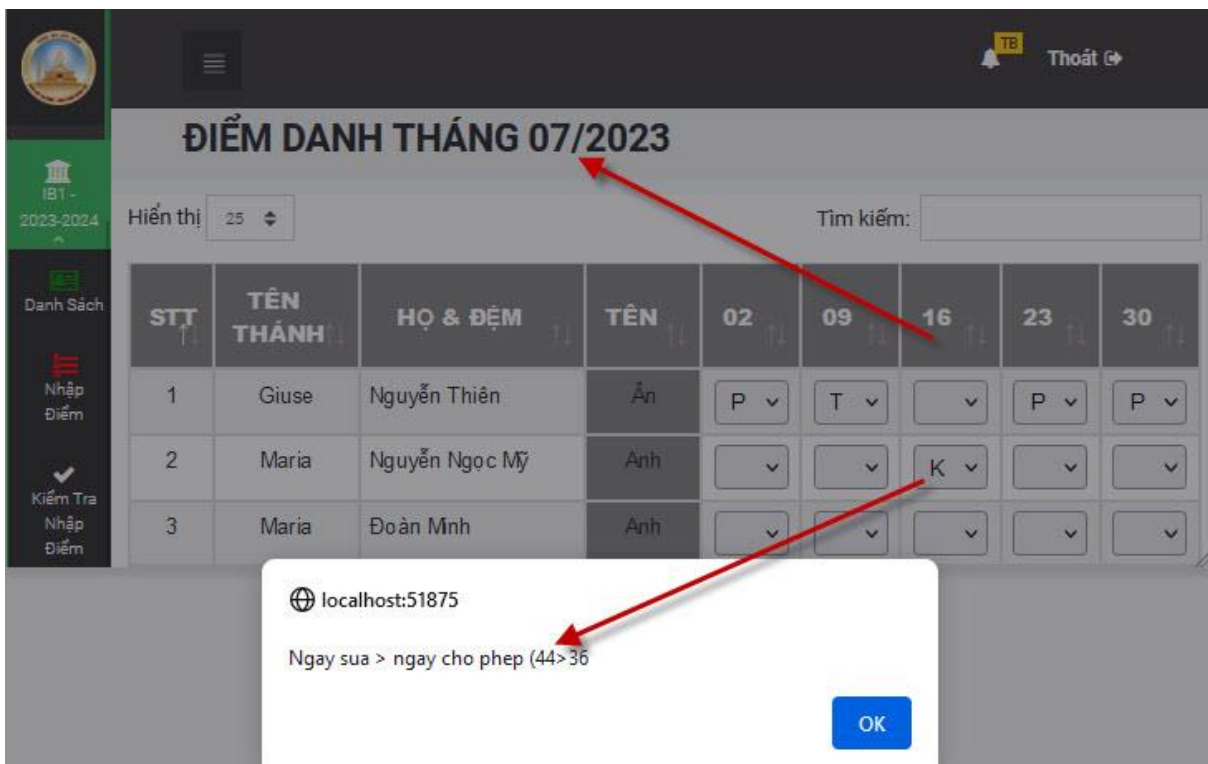 TB
Thoát
ĐIỂM DANH THÁNG 07/2023
IB1 -
2023-2024
Hiển thị 25
Tìm kiếm:
Danh Sách
Nhập
Điểm
Kiểm Tra
Nhập
Điểm
STT TÊN THÁNH HỌ & ĐỆM TÊN 02 09 16 23 30
1 Giuse Nguyễn Thiên Ân P T P P
2 Maria Nguyễn Ngọc Mỹ Anh K
3 Maria Đoàn Minh Anh
localhost:51875
Ngay sua > ngay cho phep (44>36
OK